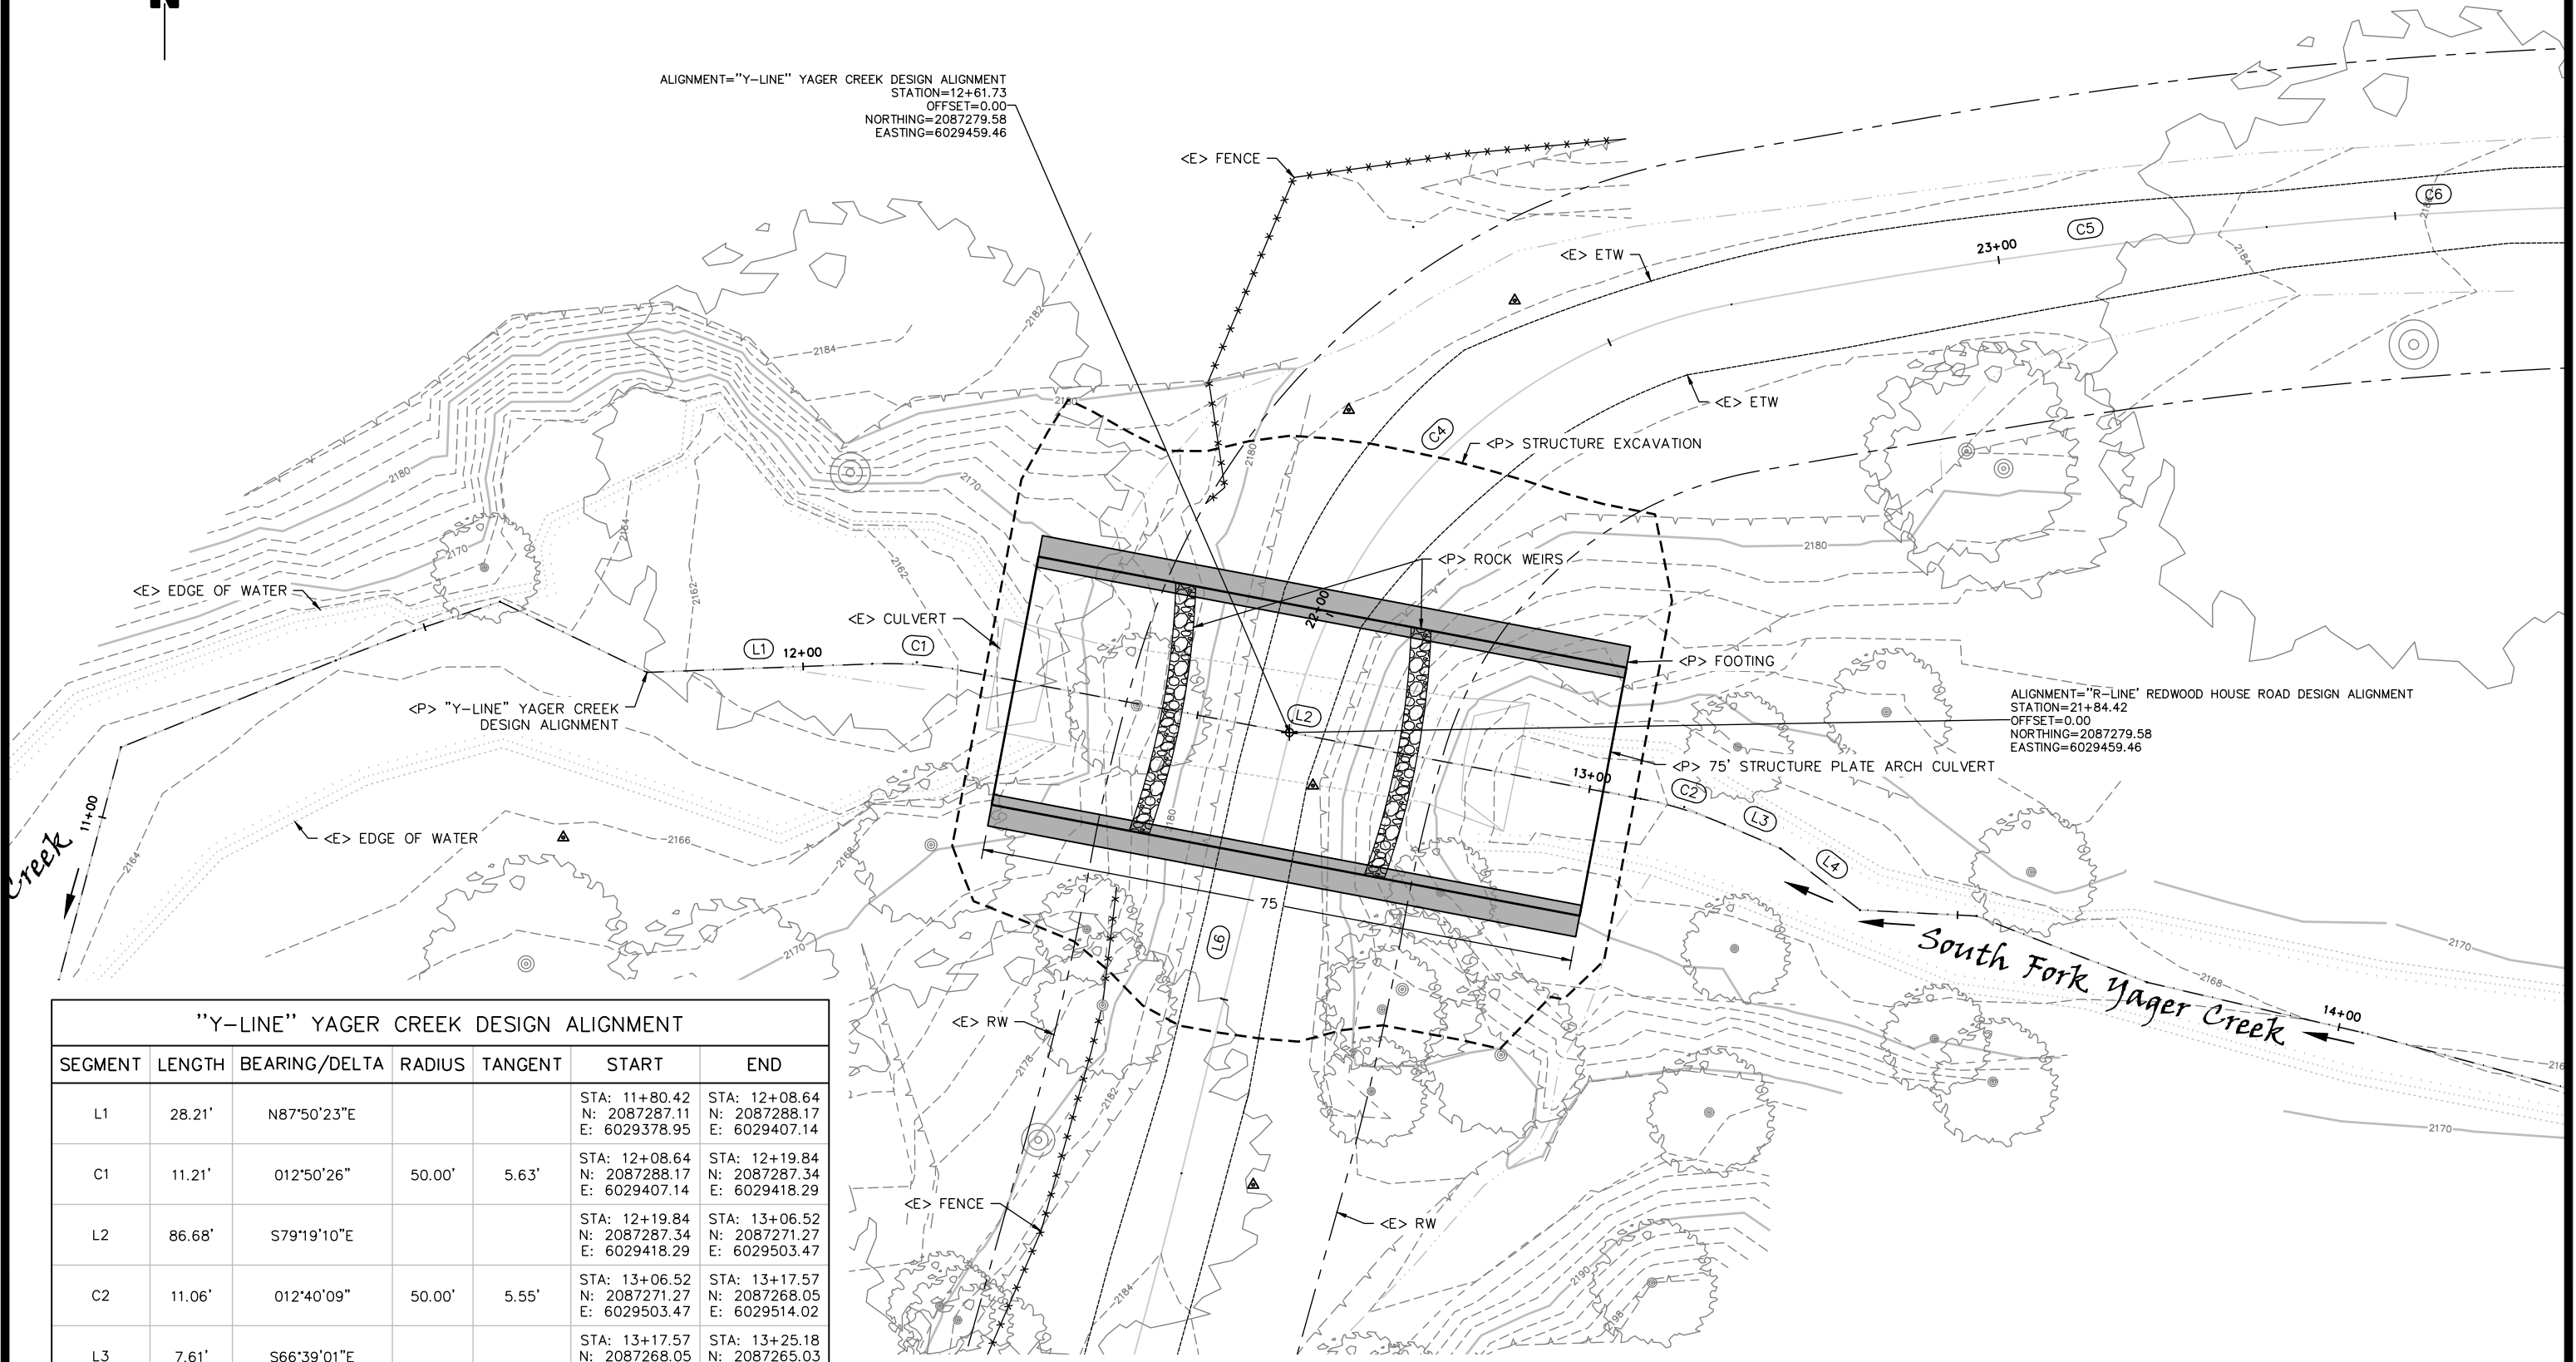 N
ALIGNMENT="Y-LINE" YAGER CREEK DESIGN ALIGNMENT
STATION=12+61.73
OFFSET=0.00
NORTHING=2087279.58
EASTING=6029459.46
<E> FENCE
C6
C5
23+00
2184
<E> ETW
2182
2184
2180
<E> ETW
C4
<P> STRUCTURE EXCAVATION
2180
2180
2170
2164
2170
2180
<P> ROCK WEIRS
2162
2162
<E> EDGE OF WATER
22+00
<E> CULVERT
L1
12+00
C1
<P> FOOTING
<P> "Y-LINE" YAGER CREEK
DESIGN ALIGNMENT
L2
ALIGNMENT="R-LINE' REDWOOD HOUSE ROAD DESIGN ALIGNMENT
STATION=21+84.42
OFFSET=0.00
NORTHING=2087279.58
EASTING=6029459.46
<P> 75' STRUCTURE PLATE ARCH CULVERT
13+00
C2
L3
L4
11+00
2180
<E> EDGE OF WATER
2166
2168
2164
Creek
75
L6
South Fork Yager Creek
2170
2170
2168
14+00
<E> RW
2178
2182
2170
<E> FENCE
<E> RW
2184
2190
2198
"Y-LINE" YAGER CREEK DESIGN ALIGNMENT
SEGMENT LENGTH BEARING/DELTA RADIUS TANGENT START END
L1 28.21' N87°50'23"E STA: 11+80.42 STA: 12+08.64
N: 2087287.11 N: 2087288.17
E: 6029378.95 E: 6029407.14
C1 11.21' 012°50'26" 50.00' 5.63' STA: 12+08.64 STA: 12+19.84
N: 2087288.17 N: 2087287.34
E: 6029407.14 E: 6029418.29
L2 86.68' S79°19'10"E STA: 12+19.84 STA: 13+06.52
N: 2087287.34 N: 2087271.27
E: 6029418.29 E: 6029503.47
C2 11.06' 012°40'09" 50.00' 5.55' STA: 13+06.52 STA: 13+17.57
N: 2087271.27 N: 2087268.05
E: 6029503.47 E: 6029514.02
L3 7.61' S66°39'01"E STA: 13+17.57 STA: 13+25.18
N: 2087268.05 N: 2087265.03